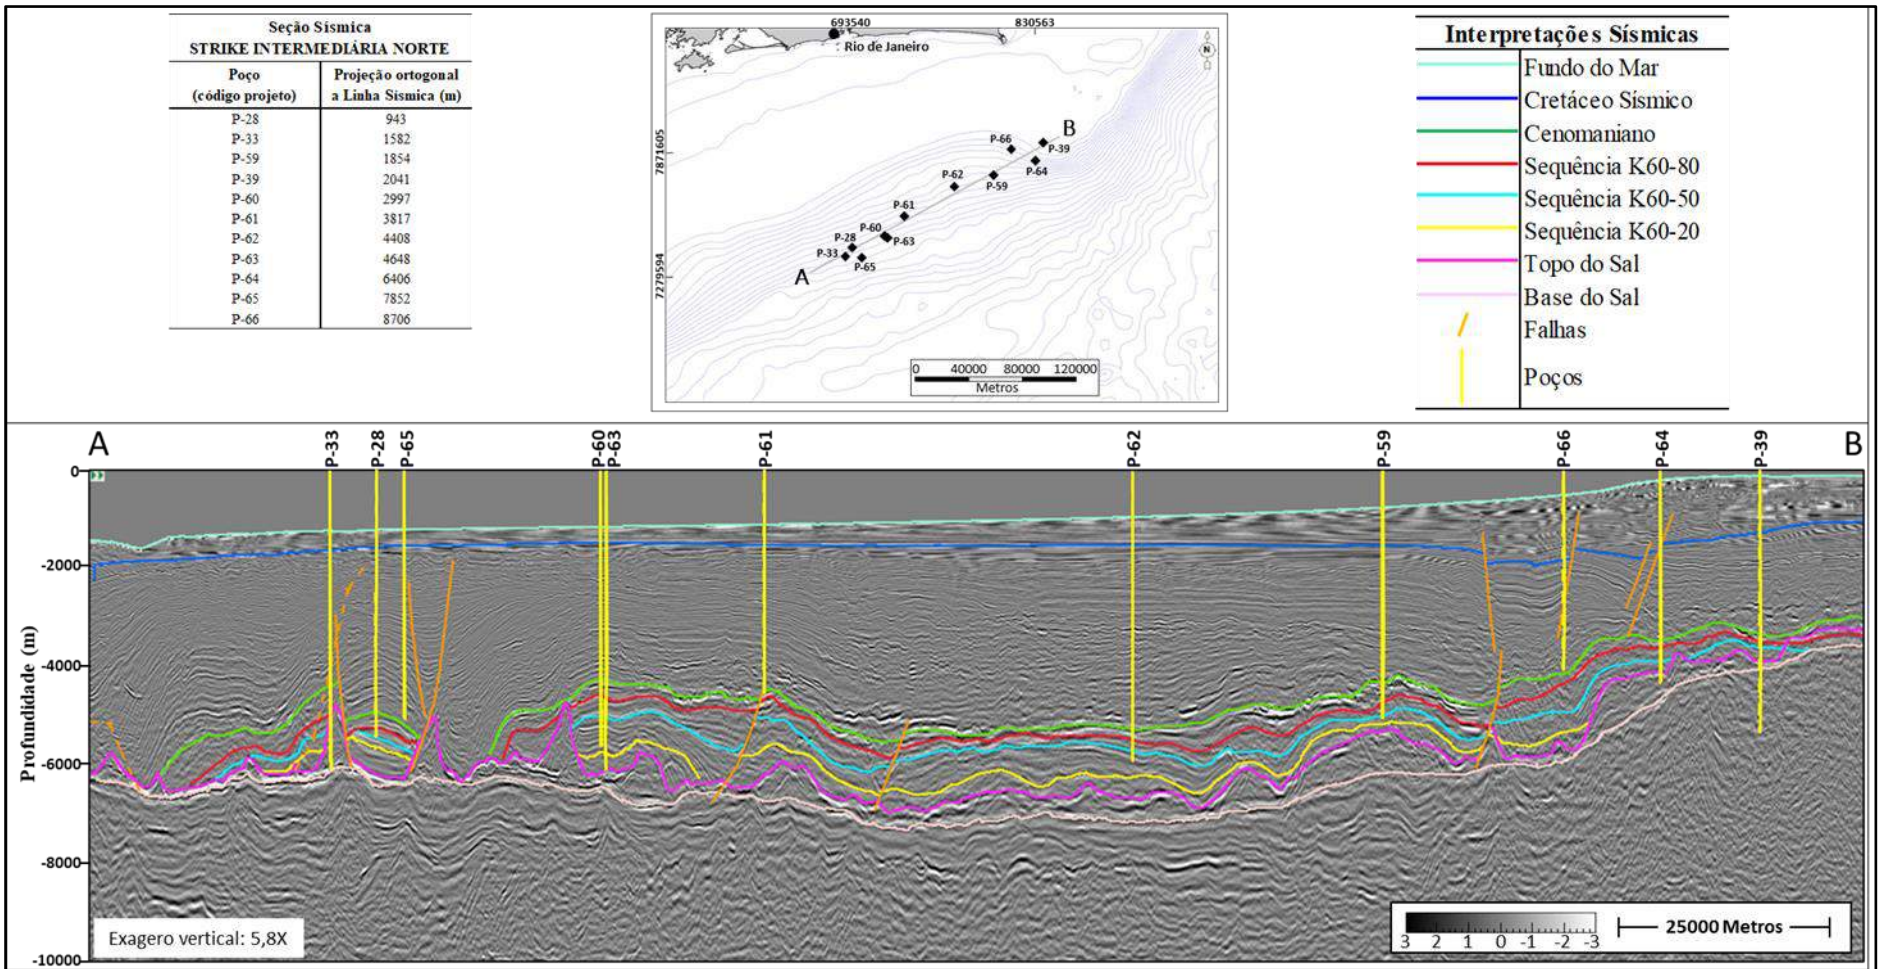 Seção Sísmica
STRIKE INTERMEDIÁRIA NORTE
Poço
(código projeto)
Projeção ortogonal
a Linha Sísmica (m)
P-28 943
P-33 1582
P-59 1854
P-39 2041
P-60 2997
P-61 3817
P-62 4408
P-63 4648
P-64 6406
P-65 7852
P-66 8706
693540 830563
Rio de Janeiro
N
7871605
7279594
B
P-66
P-39
P-64
P-62
P-59
P-61
P-60
P-63
P-28
P-33
P-65
A
0 40000 80000 120000
Metros
Interpretações Sísmicas
Fundo do Mar
Cretáceo Sísmico
Cenomaniano
Sequência K60-80
Sequência K60-50
Sequência K60-20
Topo do Sal
Base do Sal
Falhas
Poços
A P-33 P-28 P-65 P-60 P-63 P-61 P-62 P-59 P-66 P-64 P-39 B
Profundidade (m)
0
-2000
-4000
-6000
-8000
-10000
Exagero vertical: 5,8X
3 2 1 0 -1 -2 -3
25000 Metros